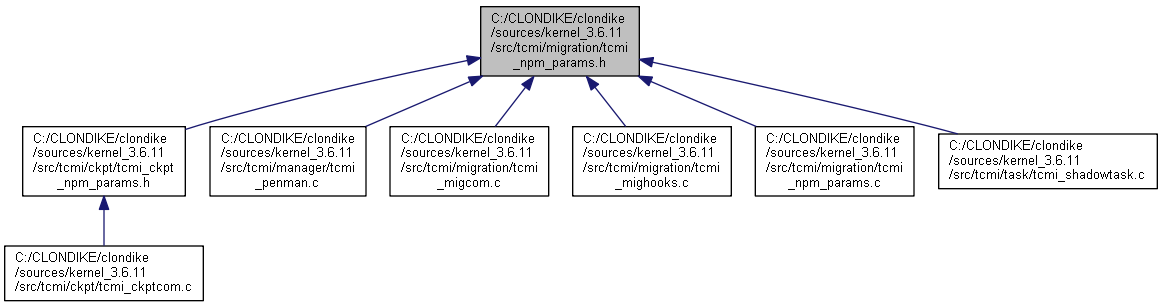 C:/CLONDIKE/clondike
/sources/kernel_3.6.11
/src/tcmi/migration/tcmi
_npm_params.h
C:/CLONDIKE/clondike
/sources/kernel_3.6.11
/src/tcmi/ckpt/tcmi_ckpt
_npm_params.h
C:/CLONDIKE/clondike
/sources/kernel_3.6.11
/src/tcmi/manager/tcmi
_penman.c
C:/CLONDIKE/clondike
/sources/kernel_3.6.11
/src/tcmi/migration/tcmi
_migcom.c
C:/CLONDIKE/clondike
/sources/kernel_3.6.11
/src/tcmi/migration/tcmi
_mighooks.c
C:/CLONDIKE/clondike
/sources/kernel_3.6.11
/src/tcmi/migration/tcmi
_npm_params.c
C:/CLONDIKE/clondike
/sources/kernel_3.6.11
/src/tcmi/task/tcmi_shadowtask.c
C:/CLONDIKE/clondike
/sources/kernel_3.6.11
/src/tcmi/ckpt/tcmi_ckptcom.c